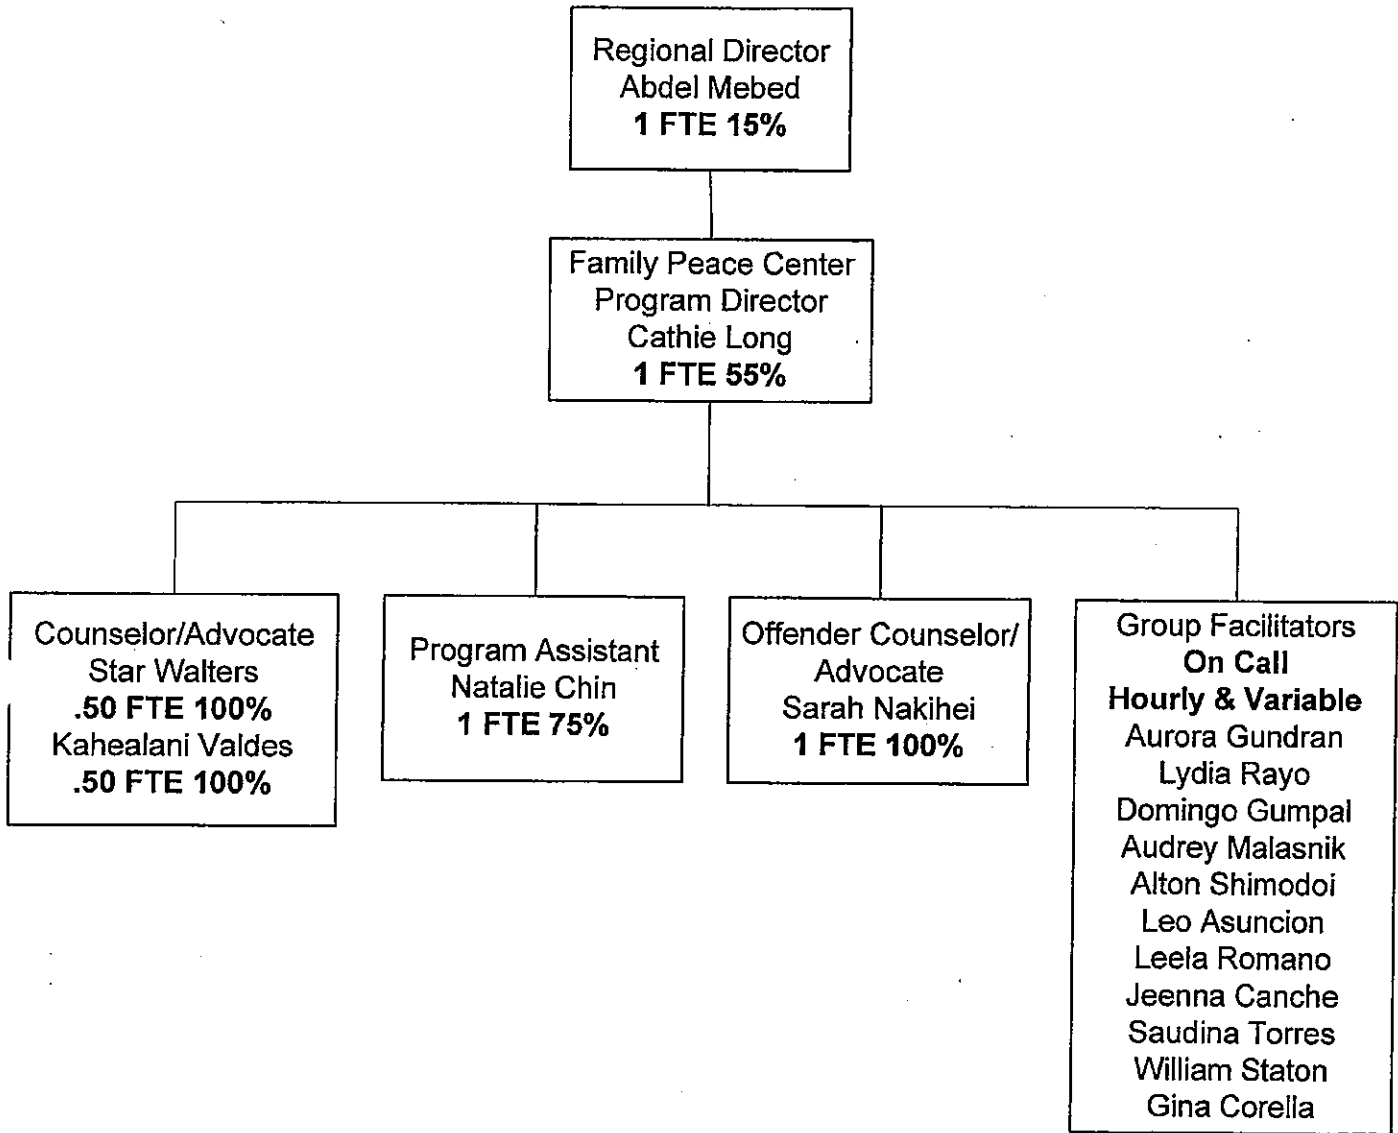 Regional Director
Abdel Mebed
1 FTE 15%
Family Peace Center
Program Director
Cathie Long
1 FTE 55%
Counselor/Advocate
Star Walters
.50 FTE 100%
Kahealani Valdes
.50 FTE 100%
Program Assistant
Natalie Chin
1 FTE 75%
Offender Counselor/
Advocate
Sarah Nakihei
1 FTE 100%
Group Facilitators
On Call
Hourly & Variable
Aurora Gundran
Lydia Rayo
Domingo Gumpal
Audrey Malasnik
Alton Shimodoi
Leo Asuncion
Leela Romano
Jeenna Canche
Saudina Torres
William Staton
Gina Corella